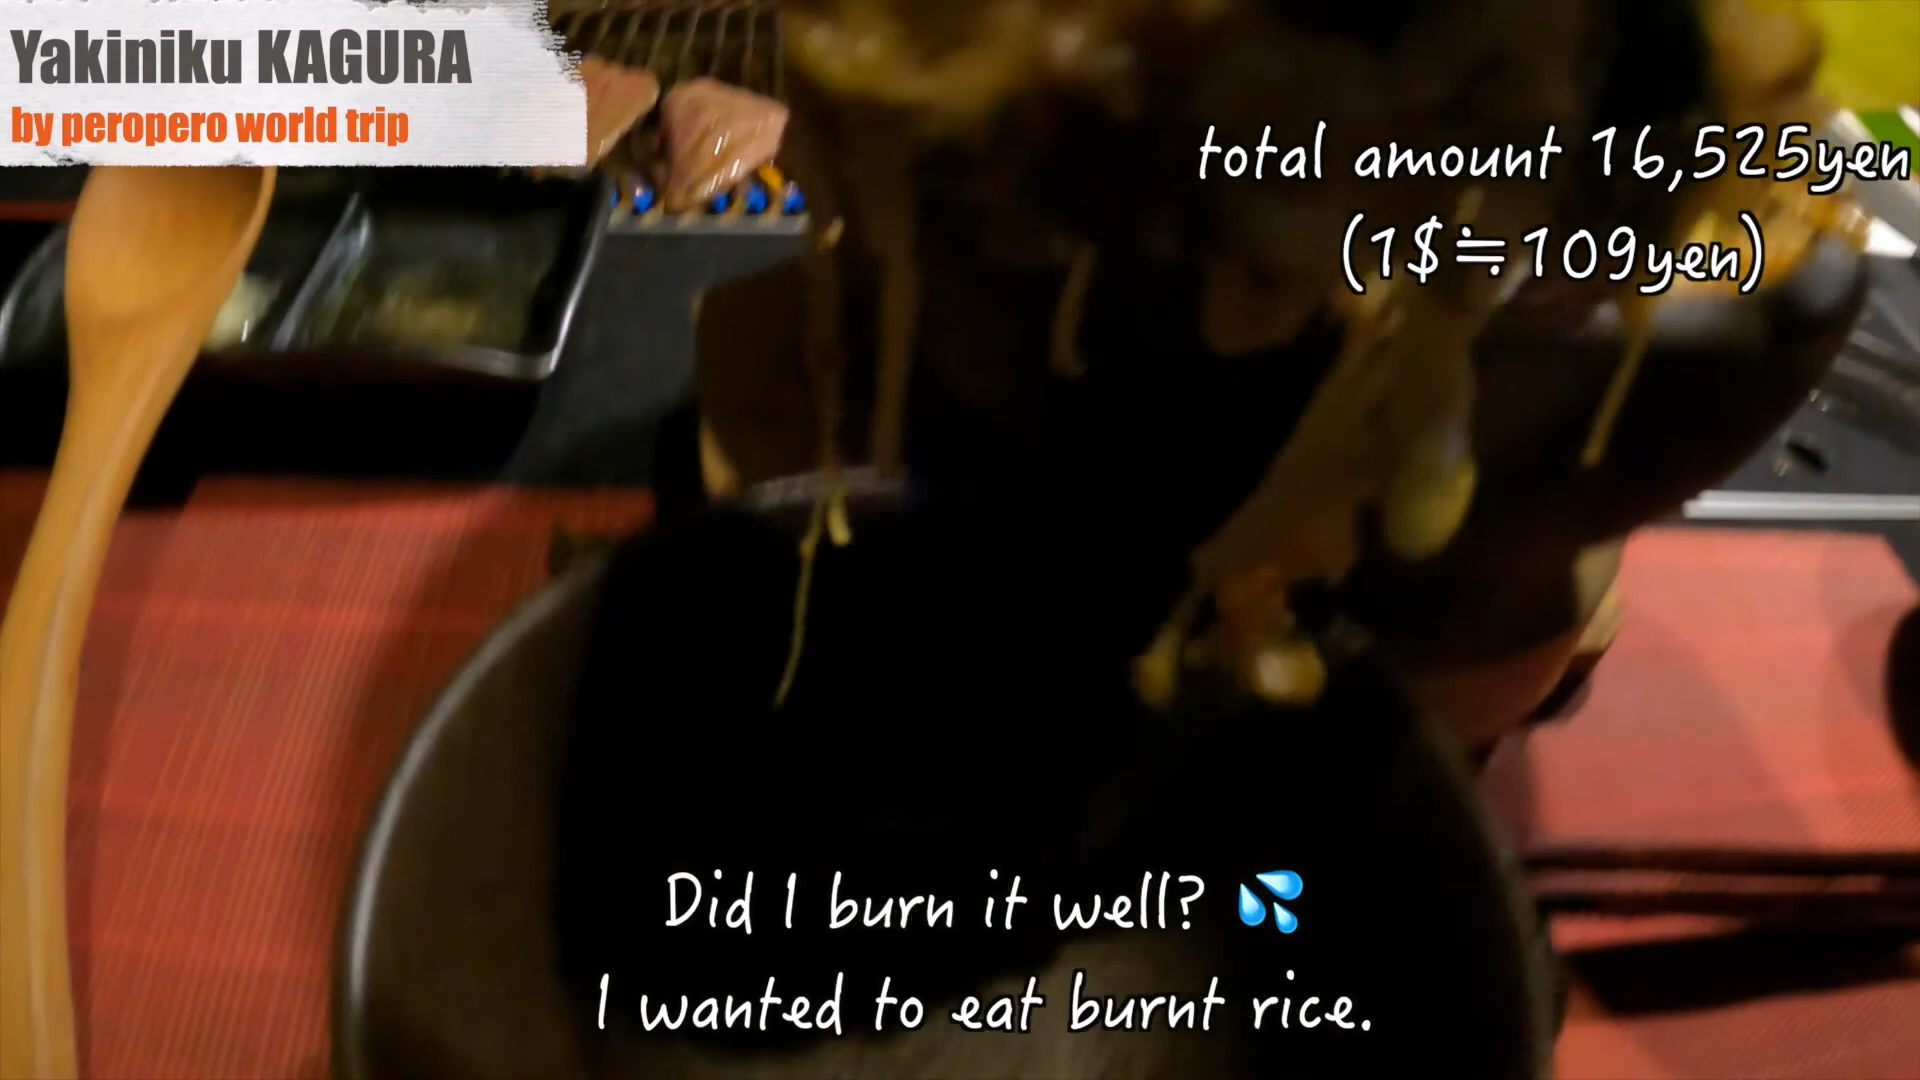 Yakiniku KAGURA
by peropero world trip
total amount 16,525yen
(1$≒109yen)
Did I burn it well? 💦
I wanted to eat burnt rice.